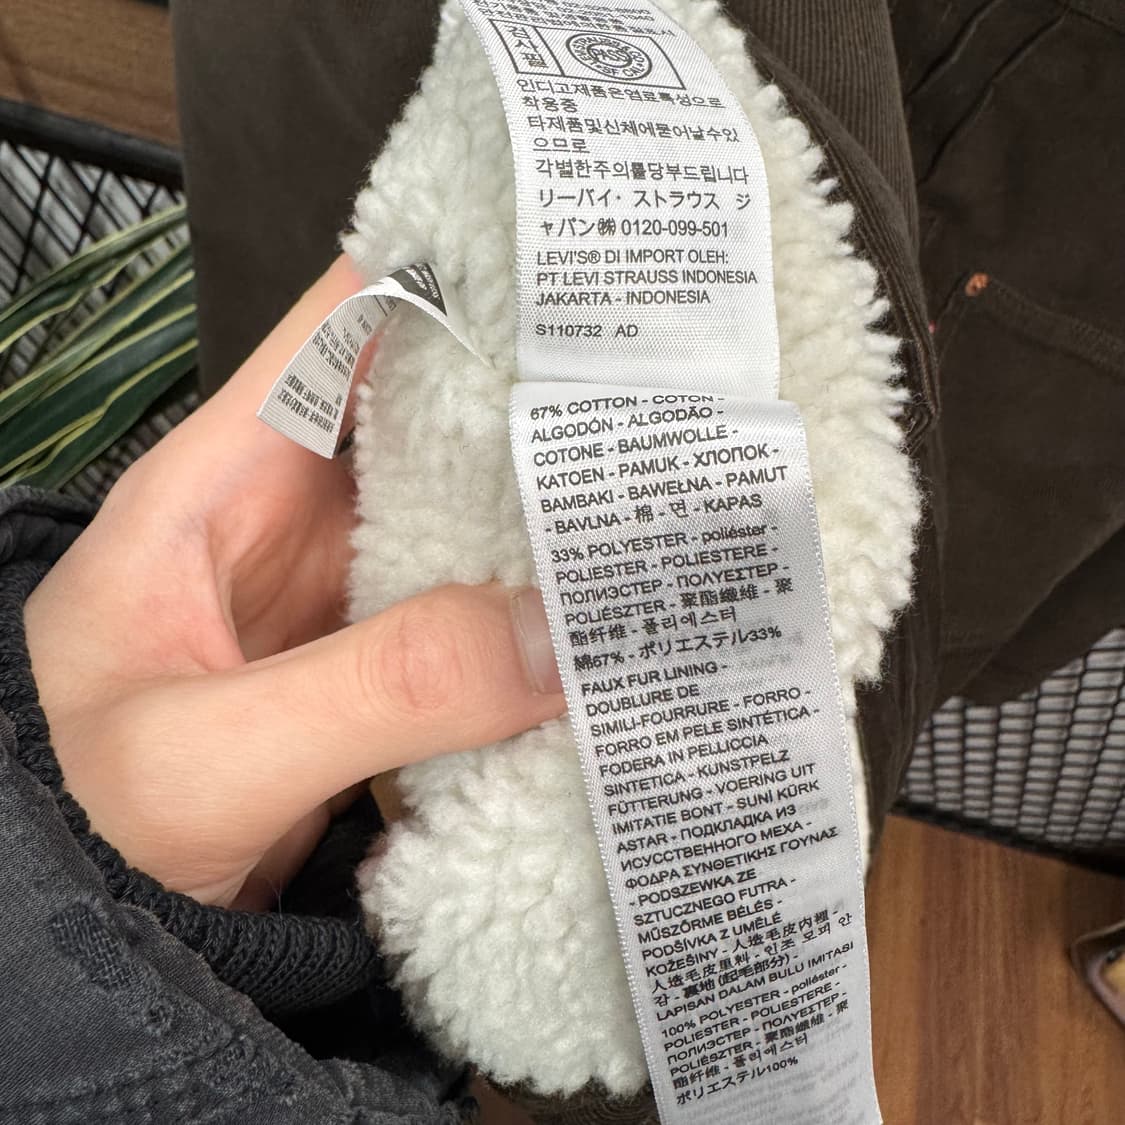 검사필
인디고제품은염료특성으로
착용중
타제품및신체에묻어날수있
으므로
각별한주의를당부드립니다
リーバイ・ストラウス ジ
ャパン㈱ 0120-099-501
LEVI'S® DI IMPORT OLEH:
PT LEVI STRAUSS INDONESIA
JAKARTA - INDONESIA
S110732 AD
67% COTTON - COTON -
ALGODÓN - ALGODÃO -
COTONE - BAUMWOLLE -
KATOEN - PAMUK - ХЛОПОК -
BAMBAKI - BAWEŁNA - PAMUT
- BAVLNA - 棉 - 면 - KAPAS
33% POLYESTER - poliéster -
POLIESTER - POLIESTERE -
ПОЛИЭСТЕР - ΠΟΛΥΕΣΤΕΡ -
POLIÉSZTER - 聚酯纖維 - 聚
酯纤维 - 폴리에스터
綿67% - ポリエステル33%
FAUX FUR LINING -
DOUBLURE DE
SIMILI-FOURRURE - FORRO -
FORRO EM PELE SINTÉTICA -
FODERA IN PELLICCIA
SINTETICA - KUNSTPELZ
FÜTTERUNG - VOERING UIT
IMITATIE BONT - SUNİ KÜRK
ASTAR - ПОДКЛАДКА ИЗ
ИСУССТВЕННОГО МЕХА -
ΦΟΔΡΑ ΣΥΝΘΕΤΙΚΗΣ ΓΟΥΝΑΣ
- PODSZEWKA ZE
SZTUCZNEGO FUTRA -
MŰSZŐRME BÉLÉS -
PODŠÍVKA Z UMĚLÉ
KOŽEŠINY - 人造毛皮內裡 -
人造毛皮里料 - 인조 모피 안
감 - 裏地(起毛部分) -
LAPISAN DALAM BULU IMITASI
100% POLYESTER - poliéster -
POLIESTER - POLIESTERE -
ПОЛИЭСТЕР - ΠΟΛΥΕΣΤΕΡ -
POLIÉSZTER - 聚酯纖維 - 聚
酯纤维 - 폴리에스터
ポリエステル100%